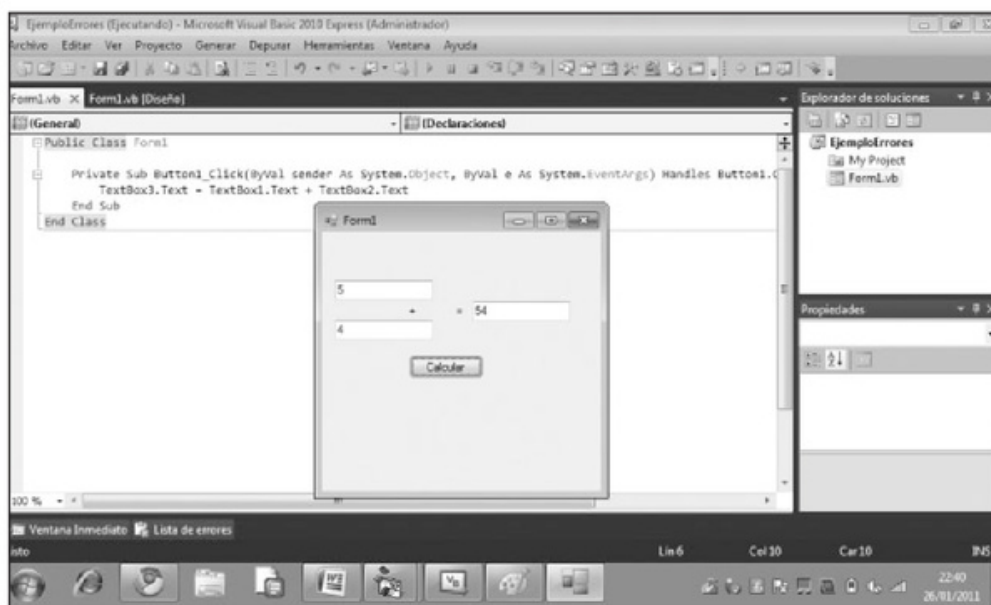 EjemploErrores (Ejecutando) - Microsoft Visual Basic 2010 Express (Administrador)
Archivo Editar Ver Proyecto Generar Depurar Herramientas Ventana Ayuda
Form1.vb X Form1.vb [Diseño]
Explorador de soluciones
(General)
(Declaraciones)
Public Class Form1
Private Sub Button1_Click(ByVal sender As System.Object, ByVal e As System.EventArgs) Handles Button1.C
TextBox3.Text = TextBox1.Text + TextBox2.Text
End Sub
End Class
EjemploErrores
My Project
Form1.vb
Form1
5
+ = 54
4
Calcular
Propiedades
100 %
Ventana Inmediato Lista de errores
isto
Lín 6 Col 10 Car 10 INS
22:40
26/01/2011